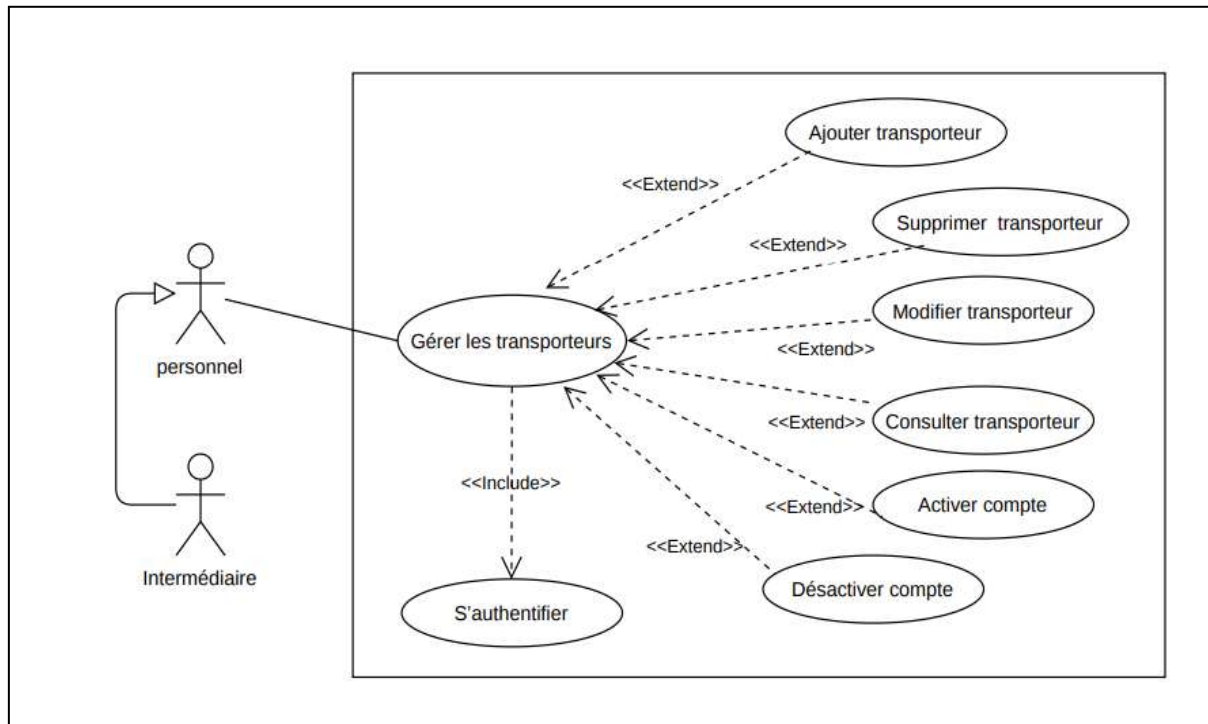 Ajouter transporteur
<<Extend>>
Supprimer transporteur
<<Extend>>
Modifier transporteur
Gérer les transporteurs
<<Extend>>
personnel
Consulter transporteur
<<Extend>>
<<Include>>
Activer compte
<<Extend>>
<<Extend>>
Intermédiaire
Désactiver compte
S'authentifier